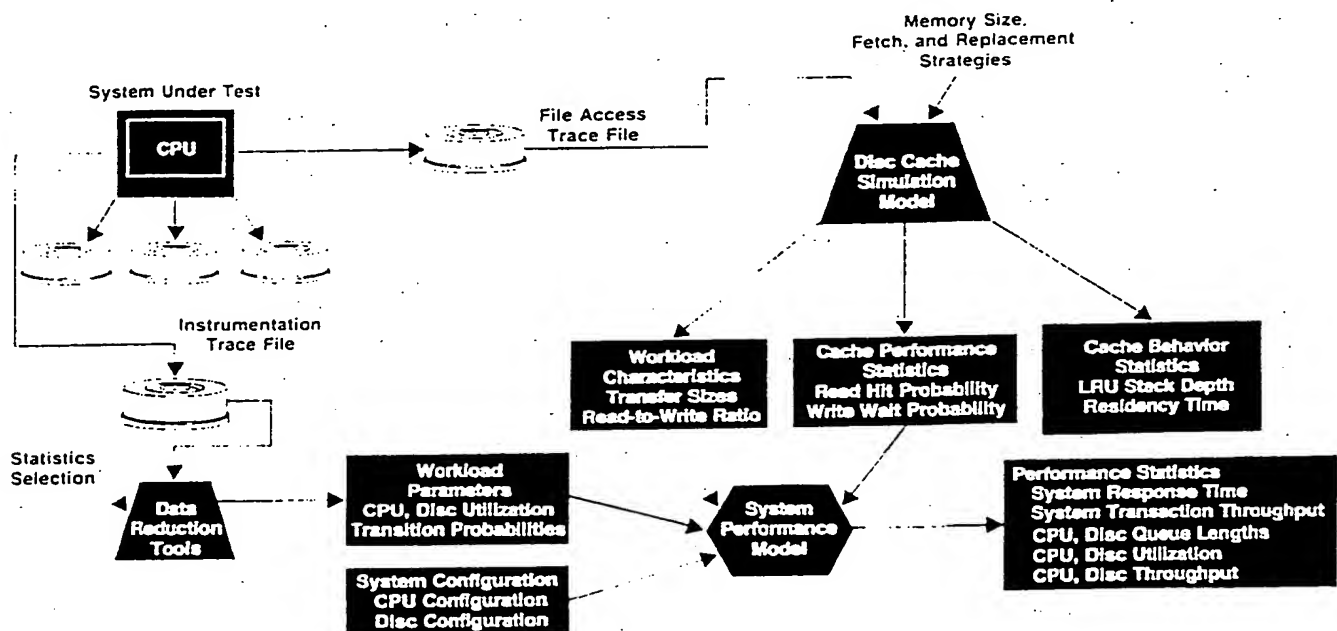 Memory Size,
Fetch, and Replacement
Strategies
System Under Test
CPU
File Access
Trace File
Disc Cache
Simulation
Model
Instrumentation
Trace File
Workload
Characteristics
Transfer Sizes
Read-to-Write Ratio
Cache Performance
Statistics
Read Hit Probability
Write Wait Probability
Cache Behavior
Statistics
LRU Stack Depth
Residency Time
Statistics
Selection
Data
Reduction
Tools
Workload
Parameters
CPU, Disc Utilization
Transition Probabilities
System Configuration
CPU Configuration
Disc Configuration
System
Performance
Model
Performance Statistics
System Response Time
System Transaction Throughput
CPU, Disc Queue Lengths
CPU, Disc Utilization
CPU, Disc Throughput